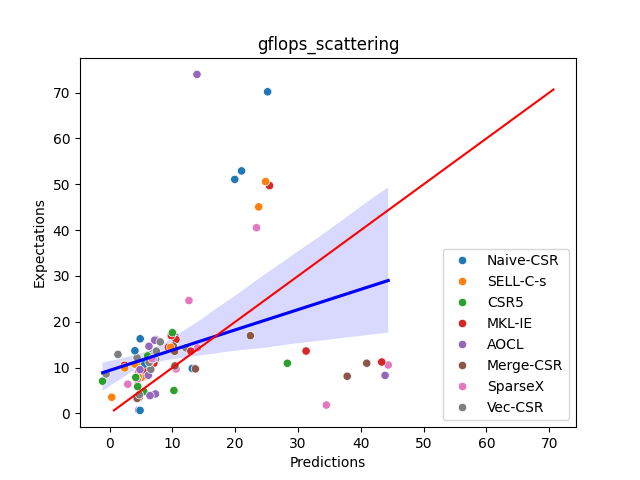 gflops_scattering
Expectations
70
60
50
40
30
20
10
0
0 10 20 30 40 50 60 70
Predictions
Naive-CSR
SELL-C-s
CSR5
MKL-IE
AOCL
Merge-CSR
SparseX
Vec-CSR